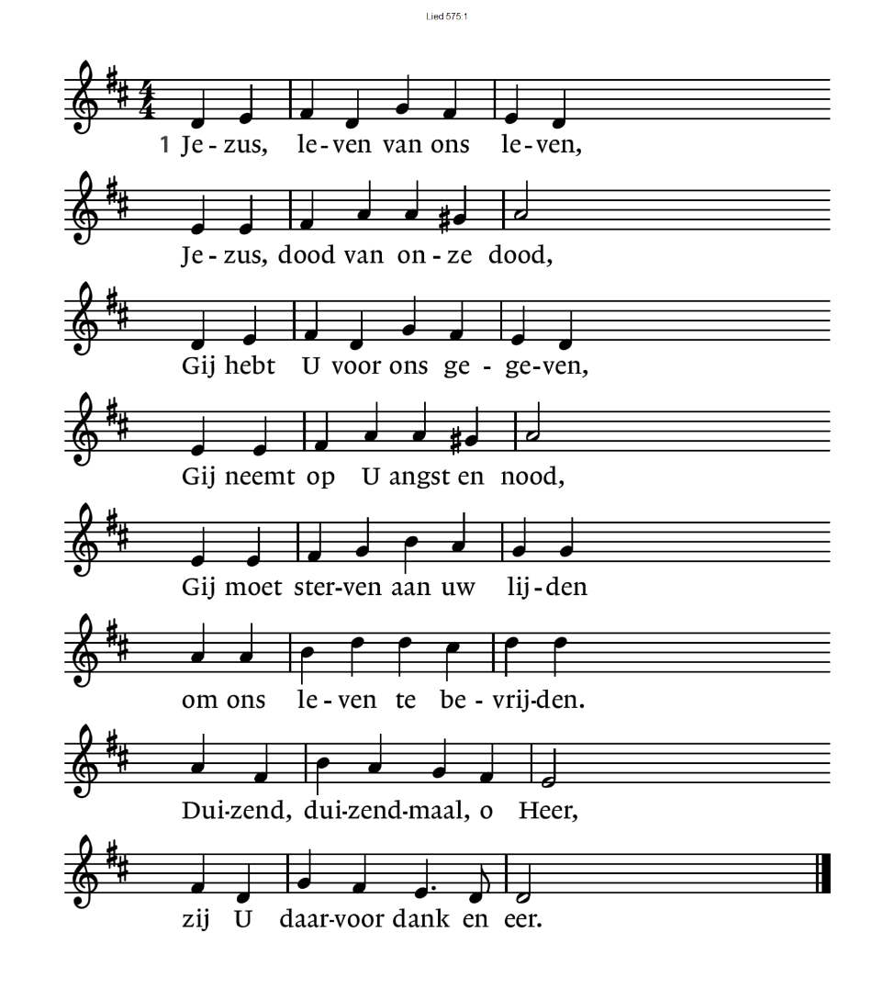 Lied 575:1
4/4
1 Je - zus, le - ven van ons le - ven,
Je - zus, dood van on - ze dood,
Gij hebt U voor ons ge - ge - ven,
Gij neemt op U angst en nood,
Gij moet ster - ven aan uw lij - den
om ons le - ven te be - vrij - den.
Dui - zend, dui - zend - maal, o Heer,
zij U daar - voor dank en eer.